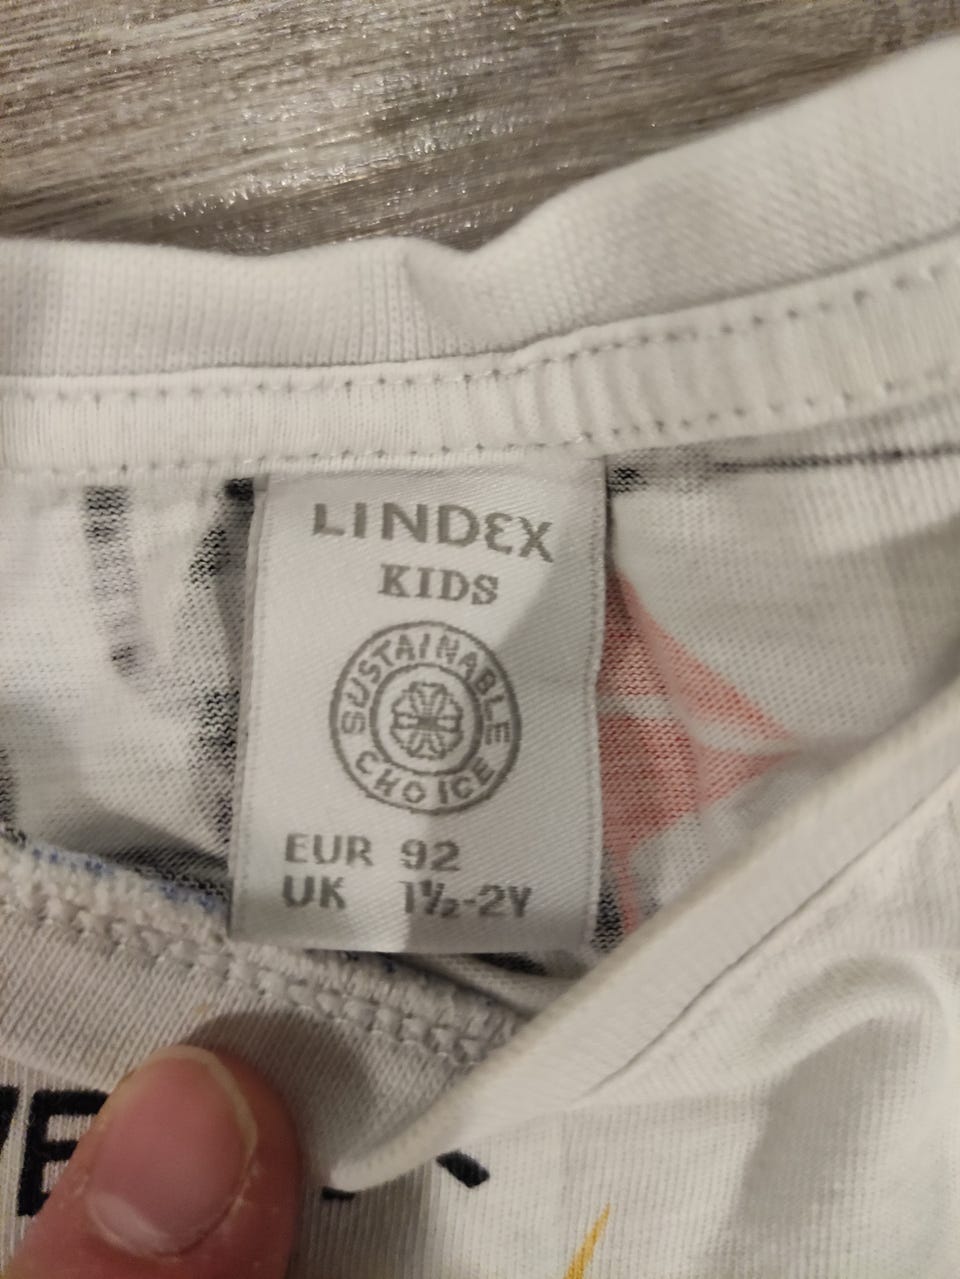 LINDEX
KIDS
SUSTAINABLE
CHOICE
EUR 92
UK 1½-2Y